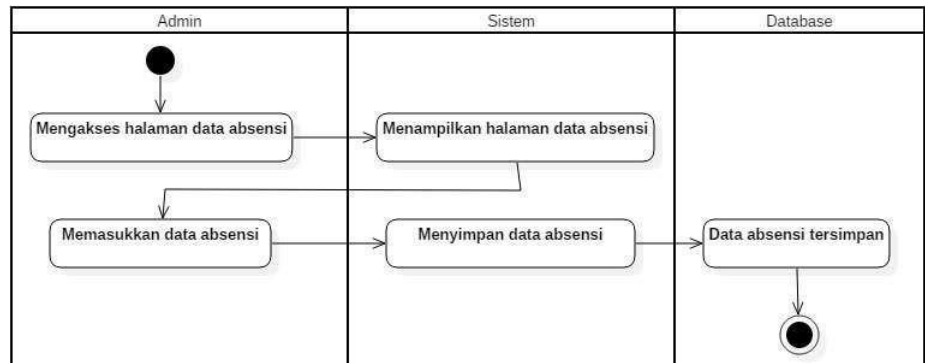 Admin
Sistem
Database
Mengakses halaman data absensi
Menampilkan halaman data absensi
Memasukkan data absensi
Menyimpan data absensi
Data absensi tersimpan